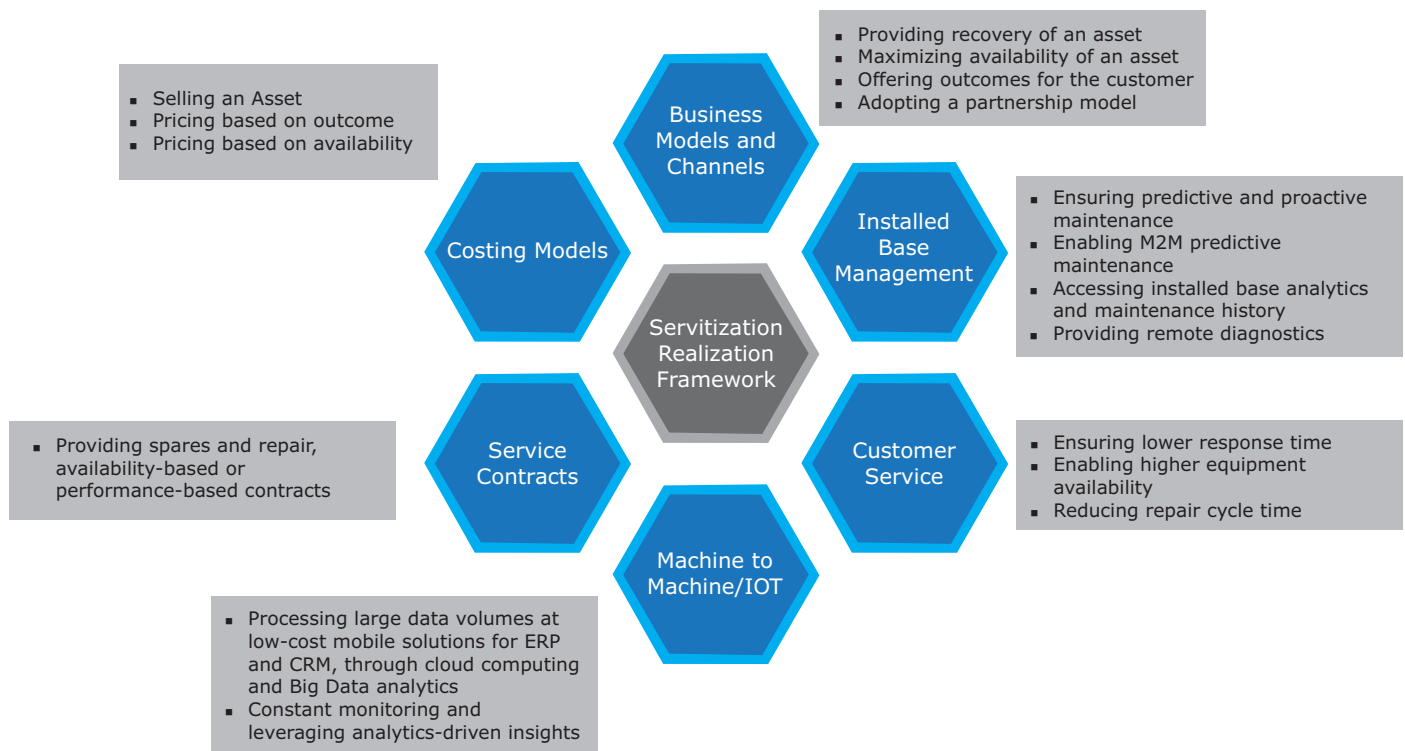 ▪ Providing recovery of an asset
▪ Maximizing availability of an asset
▪ Offering outcomes for the customer
▪ Adopting a partnership model
▪ Selling an Asset
▪ Pricing based on outcome
▪ Pricing based on availability
Business
Models and
Channels
Costing Models
Installed
Base
Management
▪ Ensuring predictive and proactive
maintenance
▪ Enabling M2M predictive
maintenance
▪ Accessing installed base analytics
and maintenance history
▪ Providing remote diagnostics
Servitization
Realization
Framework
▪ Providing spares and repair,
availability-based or
performance-based contracts
Service
Contracts
Customer
Service
▪ Ensuring lower response time
▪ Enabling higher equipment
availability
▪ Reducing repair cycle time
Machine to
Machine/IOT
▪ Processing large data volumes at
low-cost mobile solutions for ERP
and CRM, through cloud computing
and Big Data analytics
▪ Constant monitoring and
leveraging analytics-driven insights